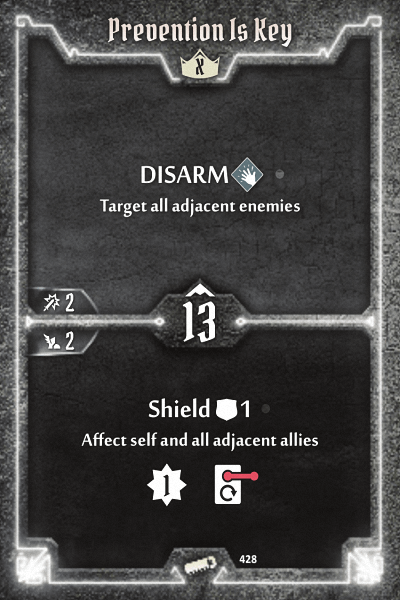 Prevention Is Key
X
DISARM
Target all adjacent enemies
2
13
2
Shield 1
Affect self and all adjacent allies
1
428